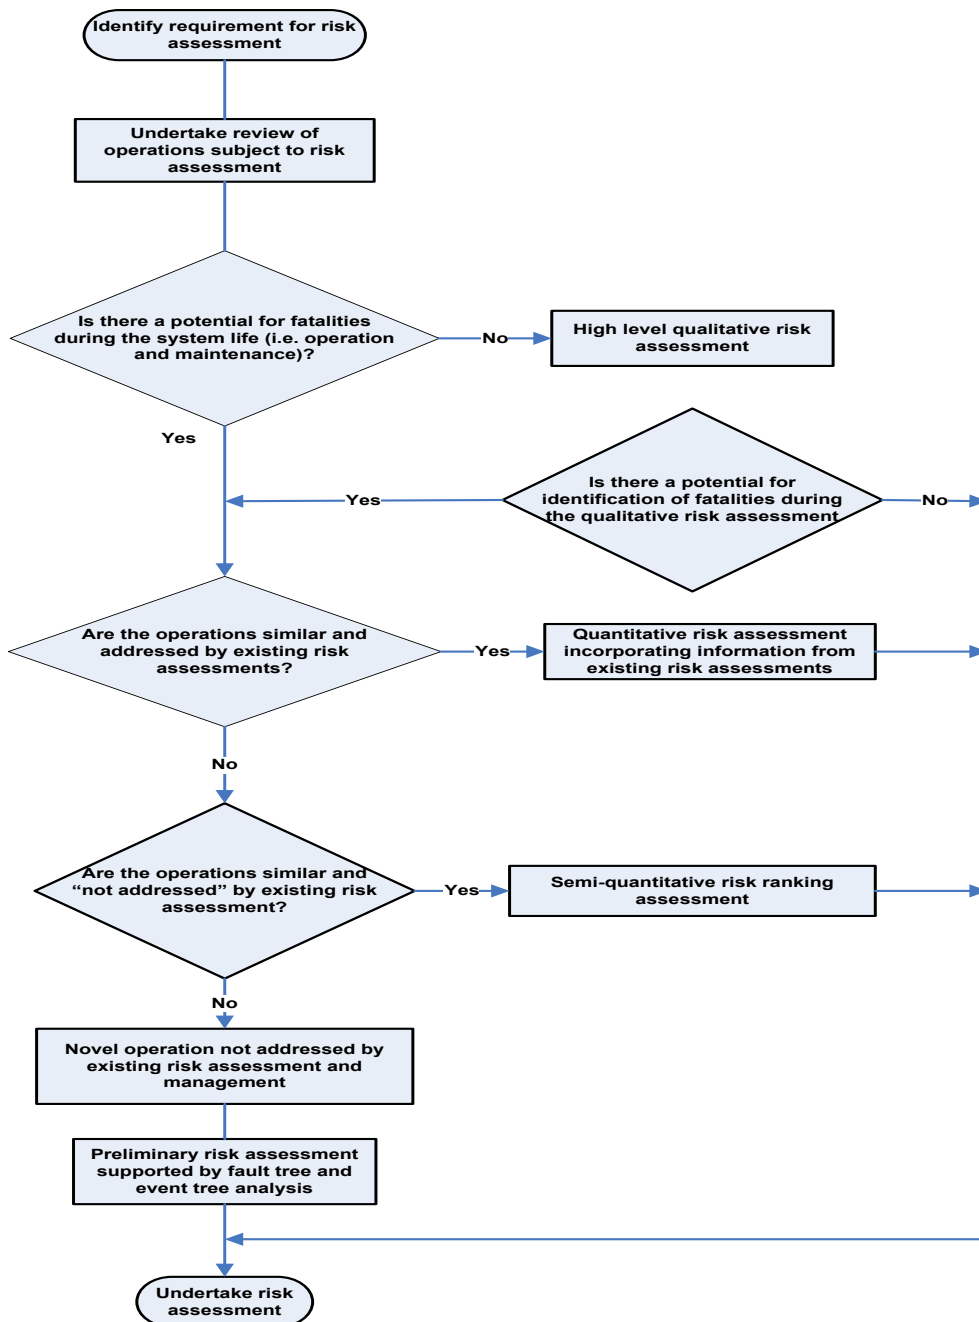 Identify requirement for risk
assessment
Undertake review of
operations subject to risk
assessment
Is there a potential for fatalities
during the system life (i.e. operation
and maintenance)?
No
High level qualitative risk
assessment
Yes
Is there a potential for
identification of fatalities during
the qualitative risk assessment
Yes
No
Are the operations similar and
addressed by existing risk
assessments?
Yes
Quantitative risk assessment
incorporating information from
existing risk assessments
No
Are the operations similar and
“not addressed” by existing risk
assessment?
Yes
Semi-quantitative risk ranking
assessment
No
Novel operation not addressed by
existing risk assessment and
management
Preliminary risk assessment
supported by fault tree and
event tree analysis
Undertake risk
assessment